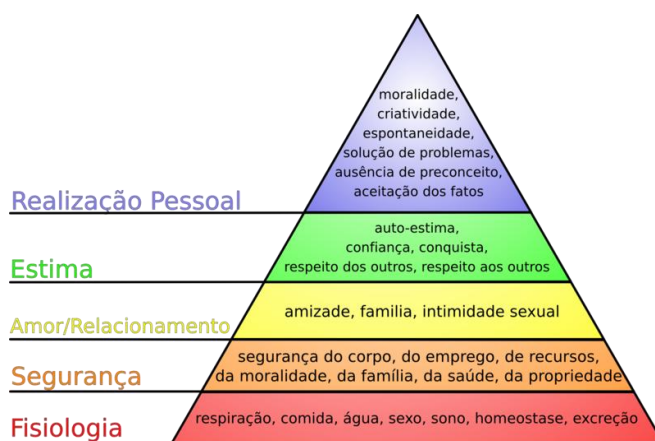 moralidade,
criatividade,
espontaneidade,
solução de problemas,
ausência de preconceito,
aceitação dos fatos
Realização Pessoal
auto-estima,
confiança, conquista,
respeito dos outros, respeito aos outros
Estima
amizade, familia, intimidade sexual
Amor/Relacionamento
segurança do corpo, do emprego, de recursos,
da moralidade, da família, da saúde, da propriedade
Segurança
respiração, comida, água, sexo, sono, homeostase, excreção
Fisiologia